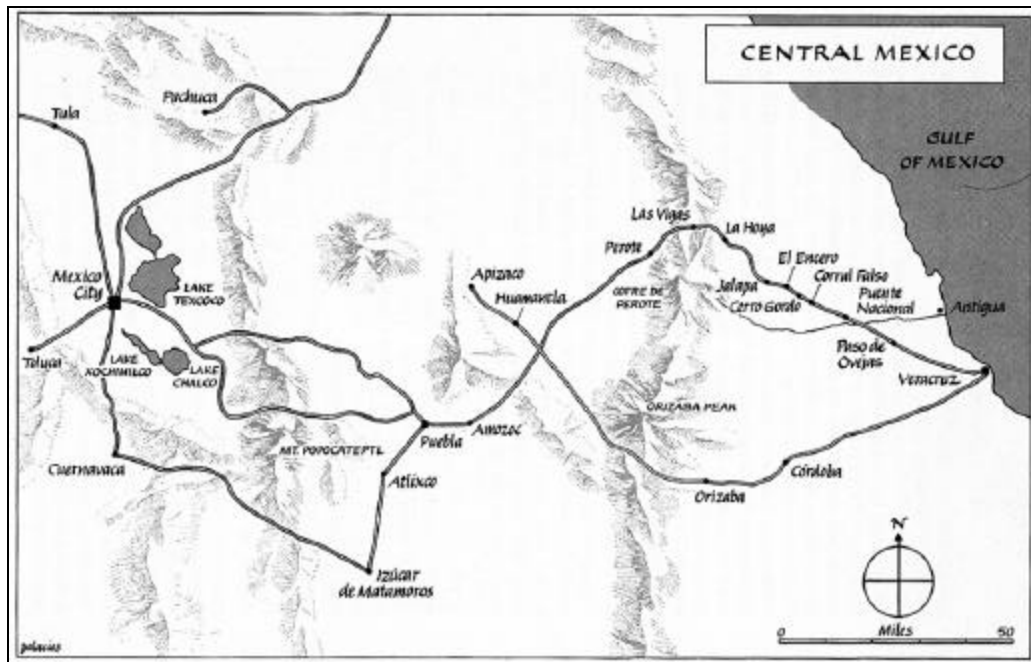 CENTRAL MEXICO
GULF
OF MEXICO
Pachuca
Tula
Mexico
City
LAKE
TEXCOCO
Toluca
LAKE
XOCHIMILCO
LAKE
CHALCO
Cuernavaca
MT. POPOCATEPTL
Puebla
Amozoc
Atlixco
Izúcar
de Matamoros
Apizaco
Huamantla
Perote
Las Vigas
La Hoya
COFRE DE
PEROTE
Jalapa
El Encero
Corral Falso
Cerro Gordo
Puente
Nacional
Antigua
Paso de
Ovejas
Veracruz
ORIZABA PEAK
Orizaba
Córdoba
N
Miles
0
50
palacios